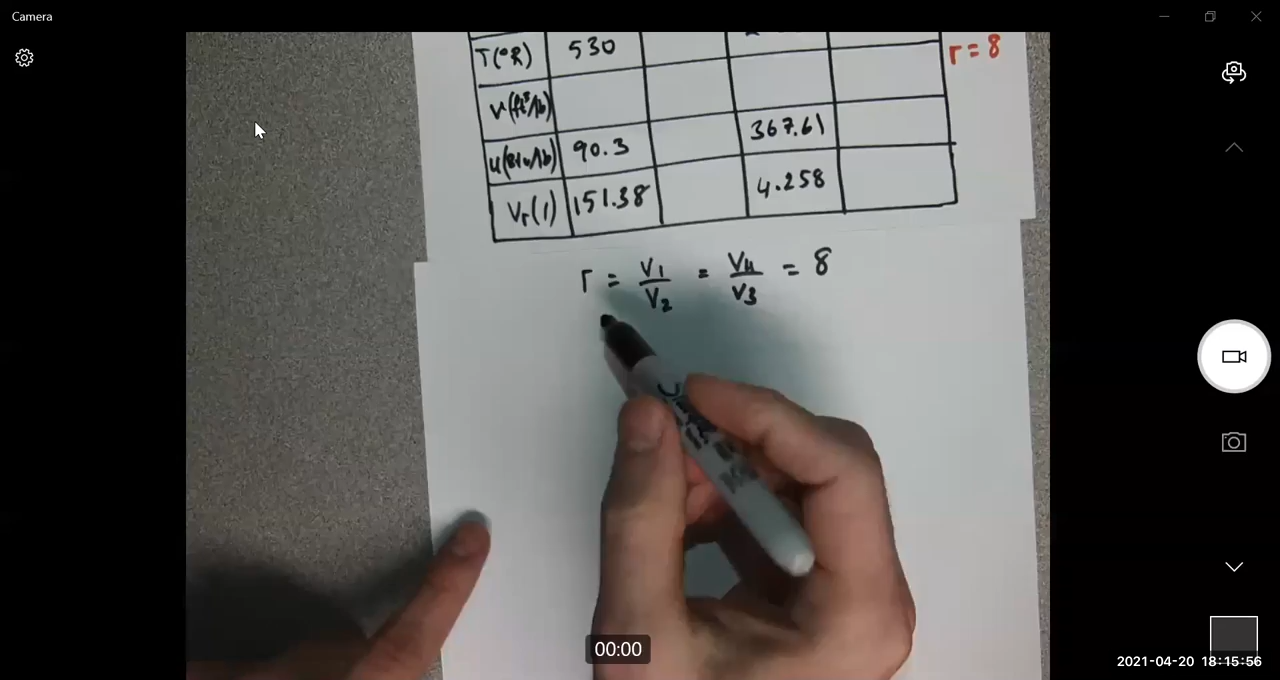 Camera
T(°R) 530
r = 8
v(ft³/lb)
u(Btu/lb) 90.3 367.61
Vr(1) 151.38 4.258
r = V1/V2 = V4/V3 = 8
00:00
2021-04-20 18:15:56